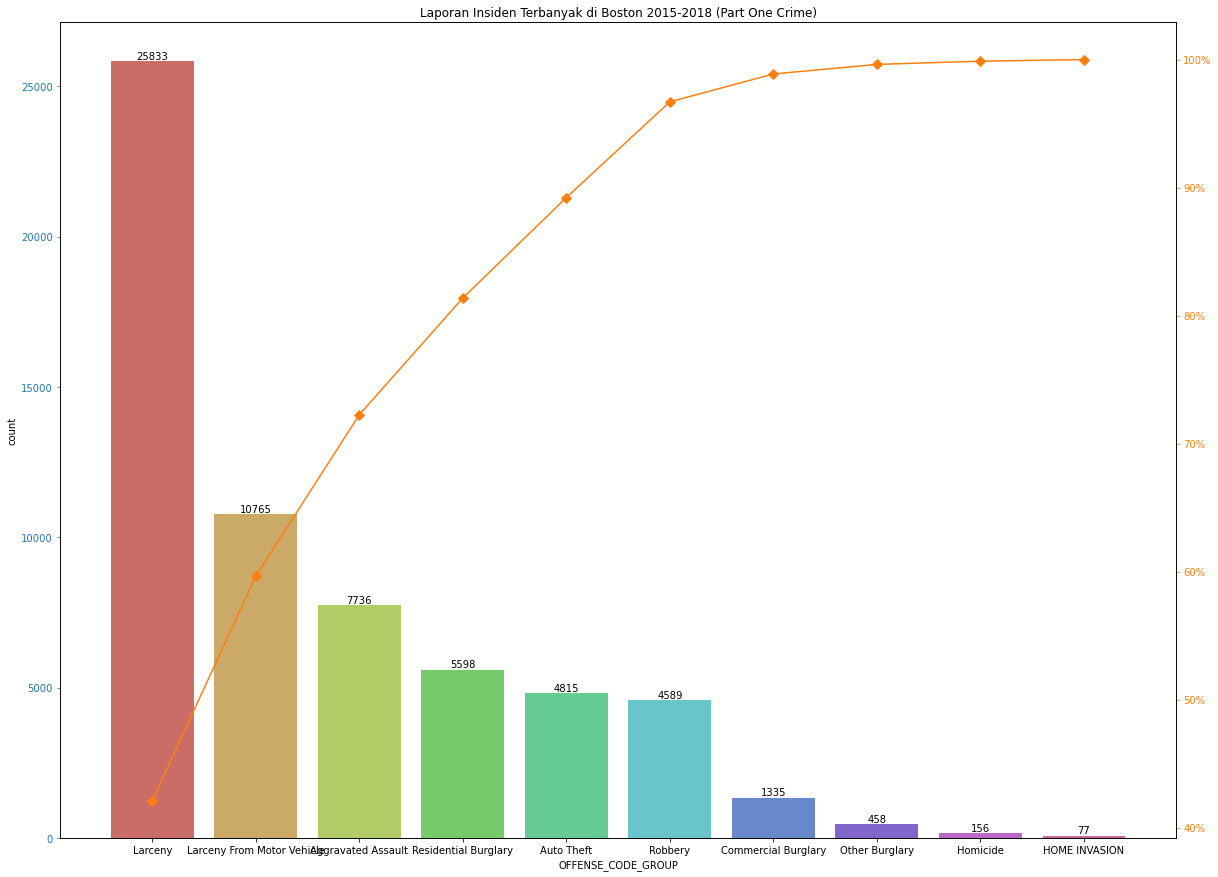 Laporan Insiden Terbanyak di Boston 2015-2018 (Part One Crime)
25833
10765
7736
5598
4815
4589
1335
458
156
77
25000
20000
15000
10000
5000
0
count
100%
90%
80%
70%
60%
50%
40%
Larceny
Larceny From Motor Vehicle
Aggravated Assault
Residential Burglary
Auto Theft
Robbery
Commercial Burglary
Other Burglary
Homicide
HOME INVASION
OFFENSE_CODE_GROUP